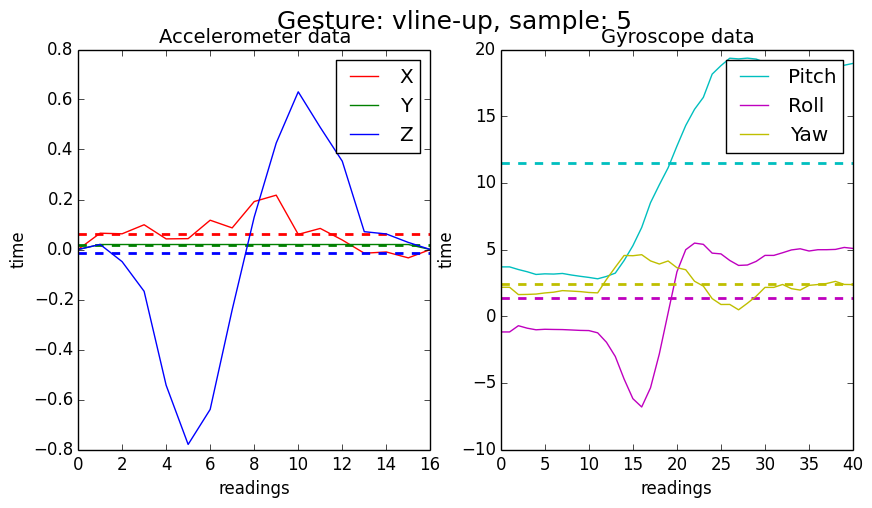 Gesture: vline-up, sample: 5
Accelerometer data
0.8
0.6
0.4
0.2
0.0
−0.2
−0.4
−0.6
−0.8
time
0 2 4 6 8 10 12 14 16
readings
X
Y
Z
Gyroscope data
20
15
10
5
0
−5
−10
time
0 5 10 15 20 25 30 35 40
readings
Pitch
Roll
Yaw